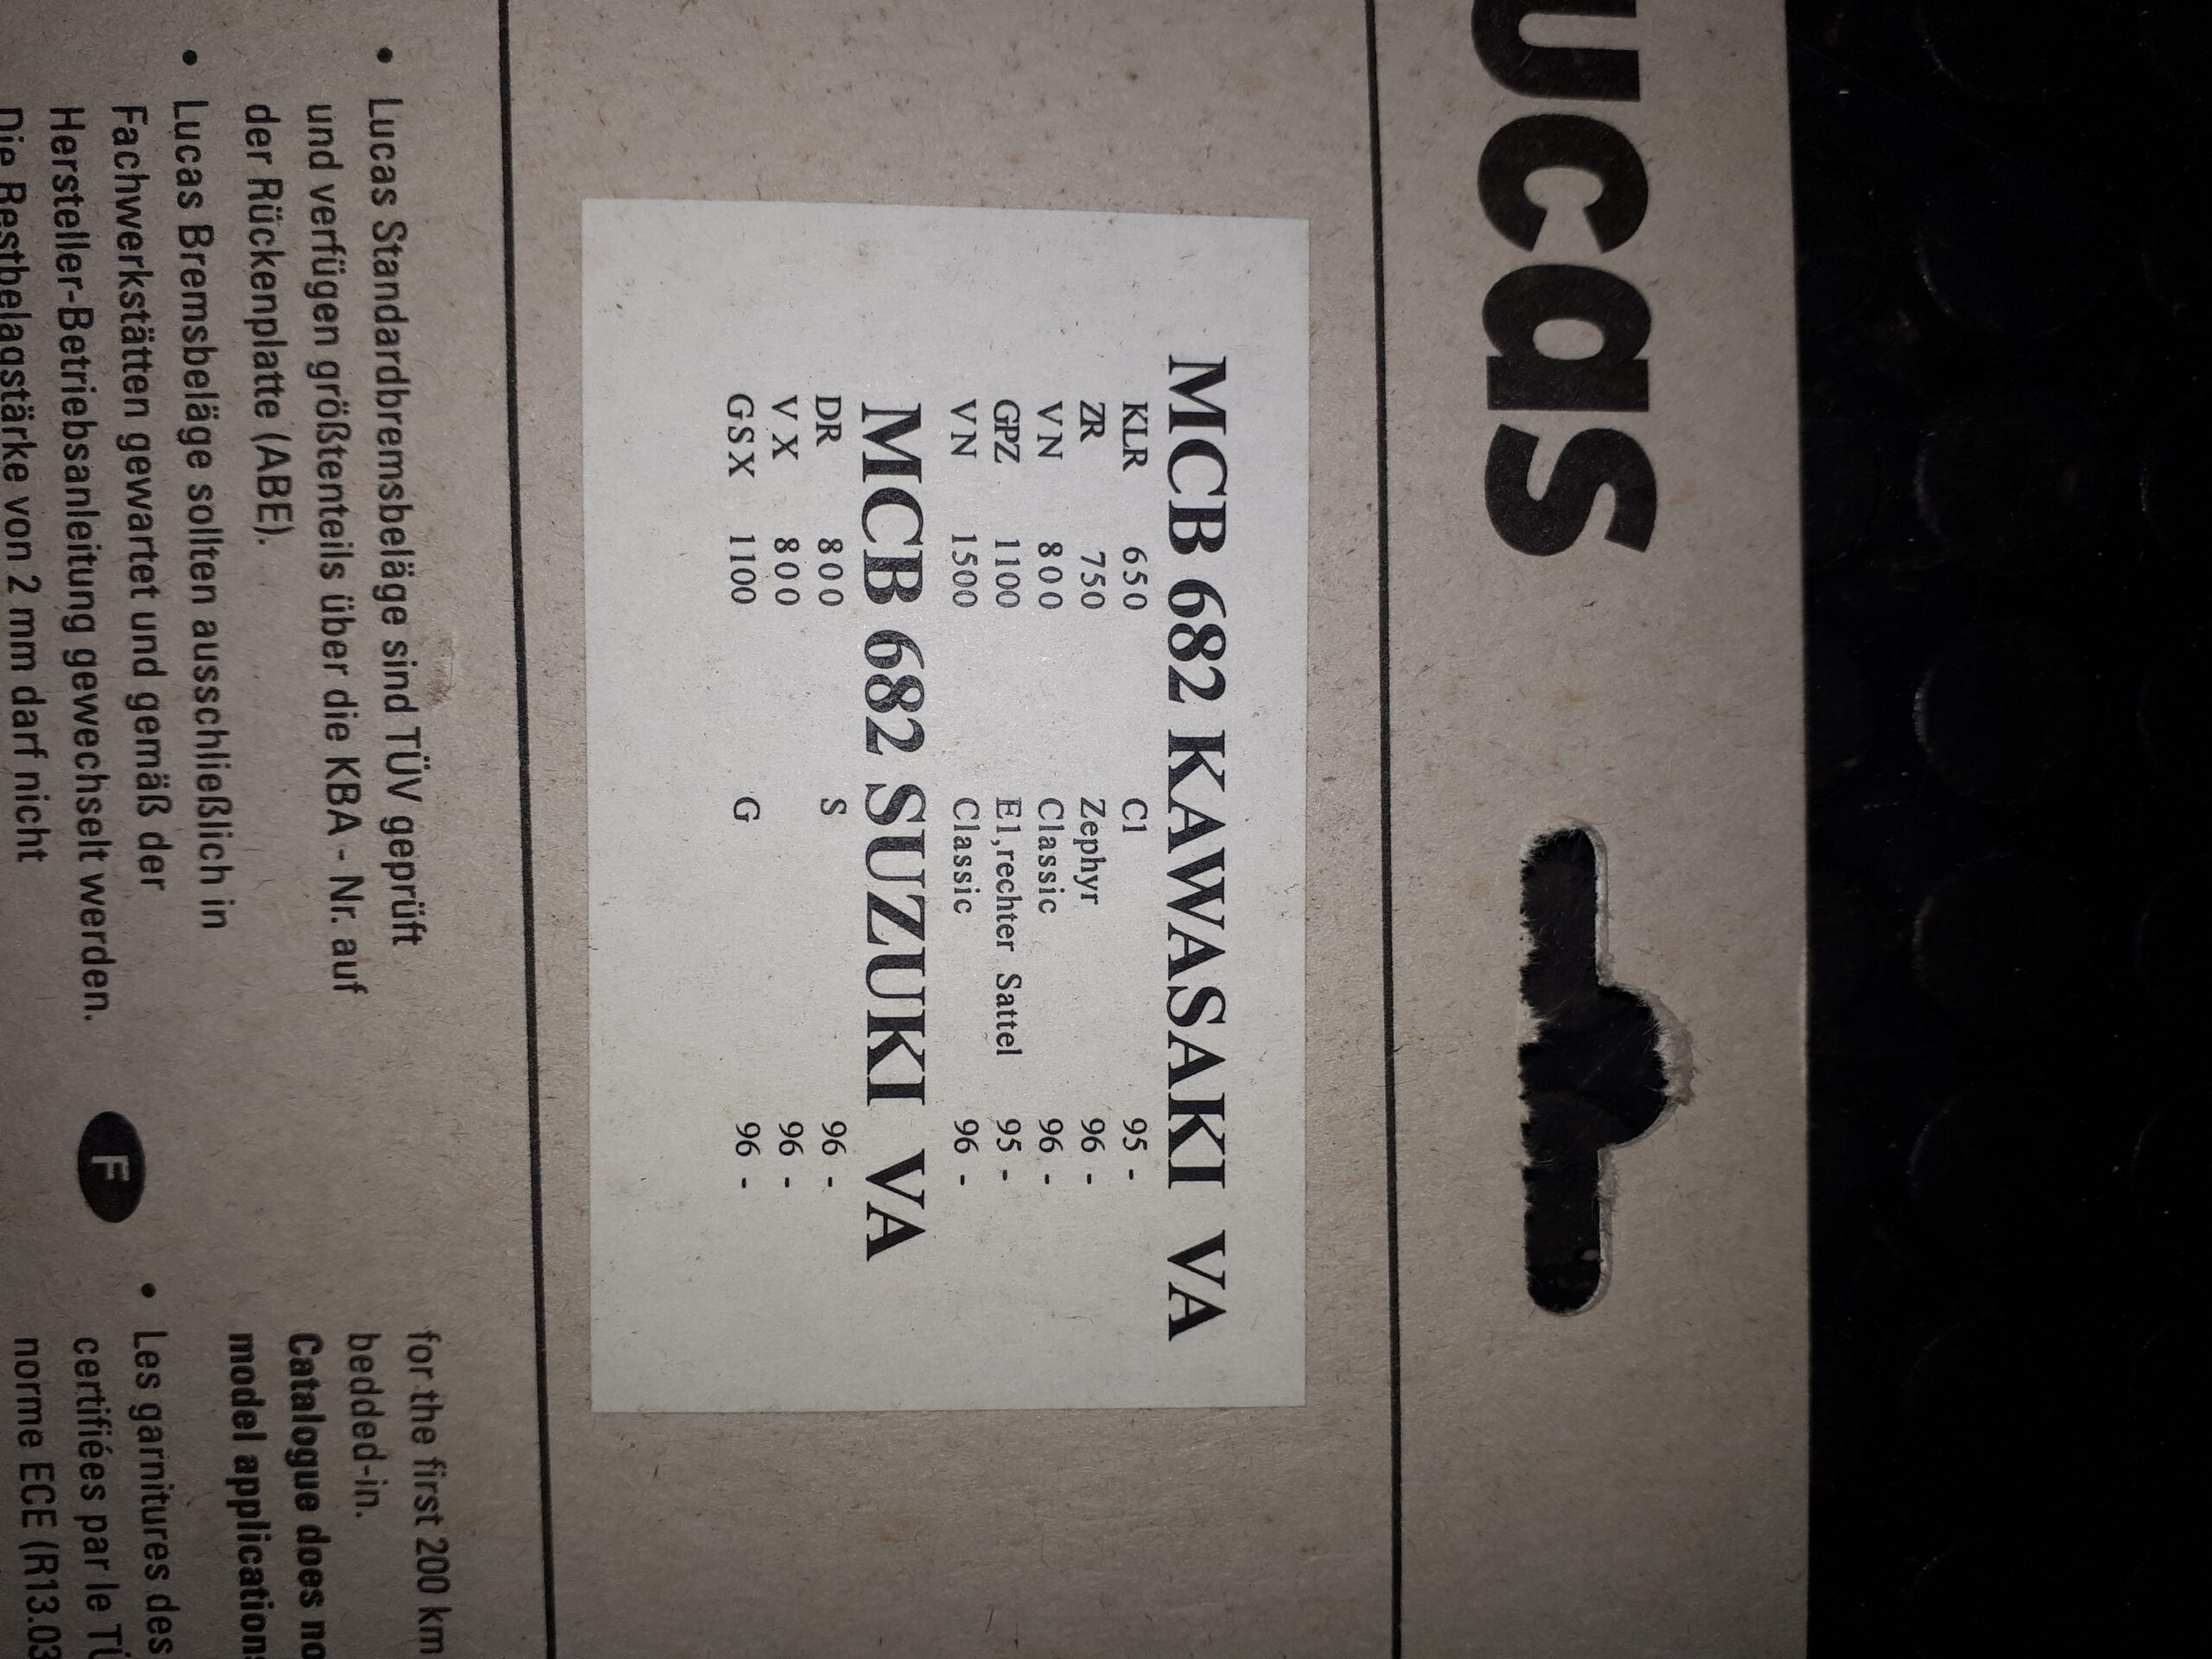 ucas
MCB 682 KAWASAKI VA
KLR 650 C1 95 -
ZR 750 Zephyr 96 -
VN 800 Classic 96 -
GPZ 1100 E1,rechter Sattel 95 -
VN 1500 Classic 96 -
MCB 682 SUZUKI VA
DR 800 S 96 -
VX 800 96 -
GSX 1100 G 96 -
• Lucas Standardbremsbeläge sind TÜV geprüft
und verfügen größtenteils über die KBA - Nr. auf
der Rückenplatte (ABE).
• Lucas Bremsbeläge sollten ausschließlich in
Fachwerkstätten gewartet und gemäß der
Hersteller-Betriebsanleitung gewechselt werden.
Die Restbelagstärke von 2 mm darf nicht
for the first 200 km
bedded-in.
Catalogue does no
model application
F
• Les garnitures des
certifiées par le TÜ
norme ECE (R13.03